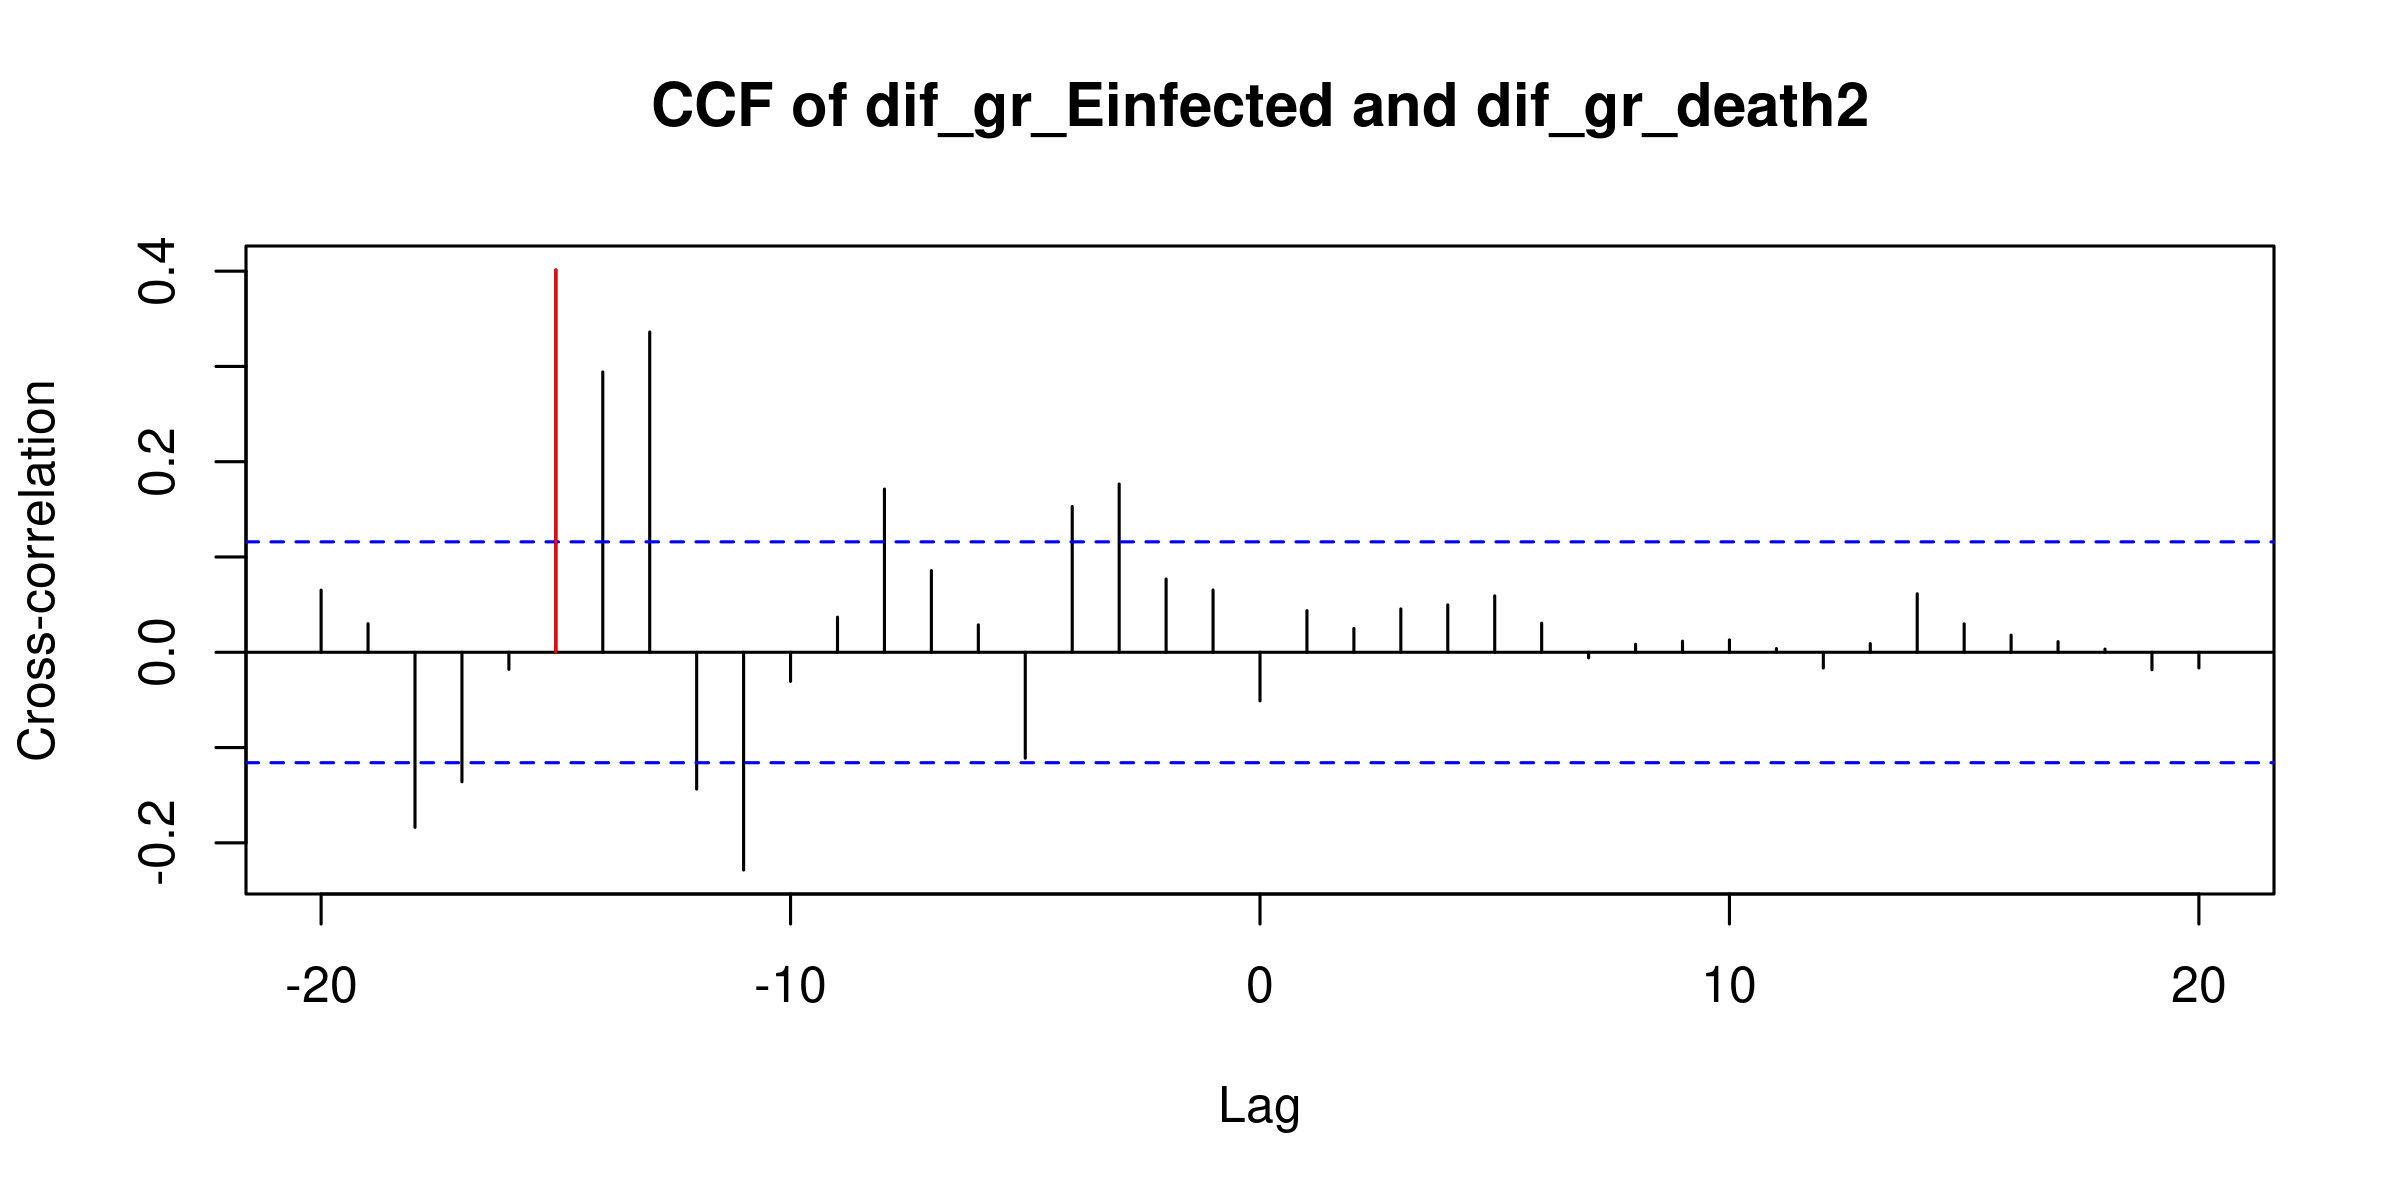 CCF of dif_gr_Einfected and dif_gr_death2
Cross-correlation
0.4
0.2
0.0
-0.2
-20 -10 0 10 20
Lag